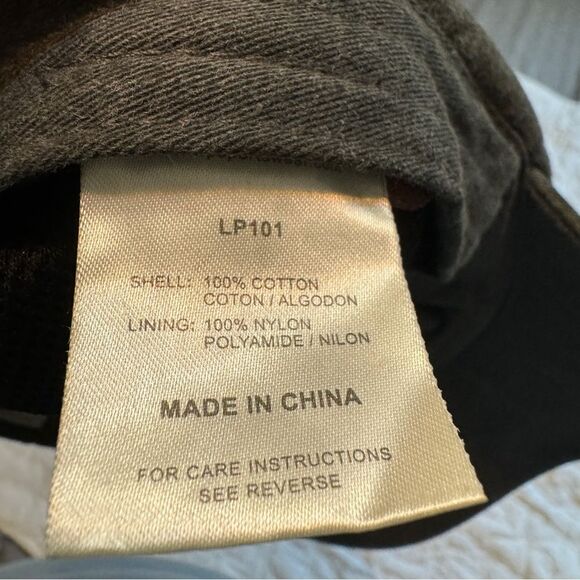 LP101
SHELL: 100% COTTON
COTON / ALGODON
LINING: 100% NYLON
POLYAMIDE / NILON
MADE IN CHINA
FOR CARE INSTRUCTIONS
SEE REVERSE